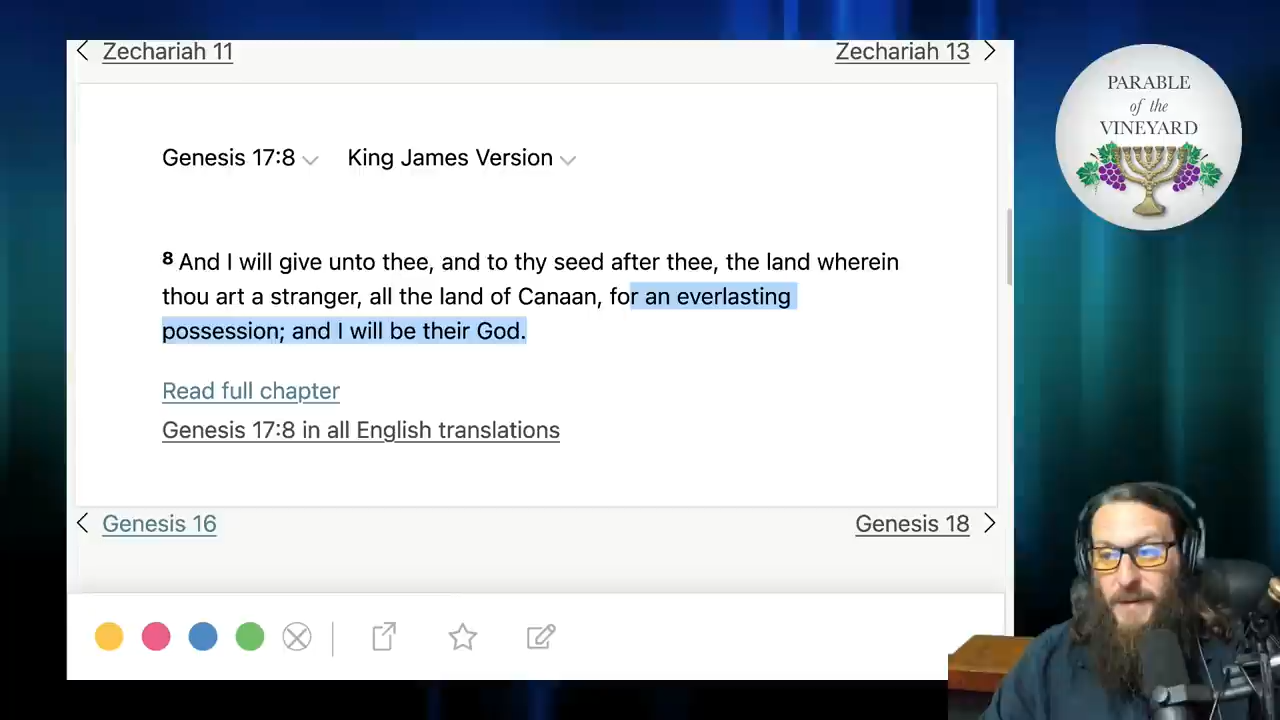 Zechariah 11
Zechariah 13
PARABLE
of the
VINEYARD
Genesis 17:8
King James Version
8 And I will give unto thee, and to thy seed after thee, the land wherein
thou art a stranger, all the land of Canaan, for an everlasting
possession; and I will be their God.
Read full chapter
Genesis 17:8 in all English translations
Genesis 16
Genesis 18